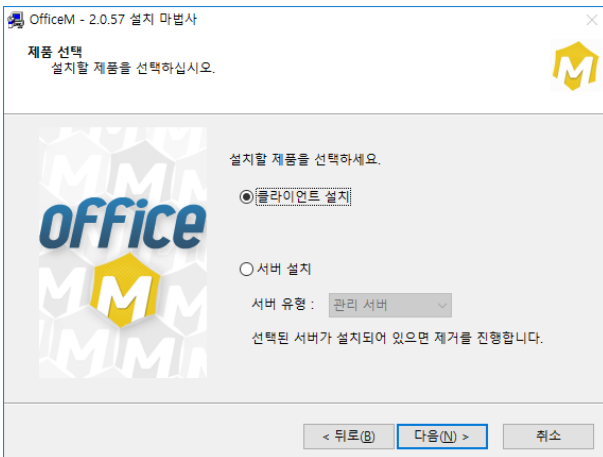 OfficeM - 2.0.57 설치 마법사
제품 선택
설치할 제품을 선택하십시오.
M
설치할 제품을 선택하세요.
클라이언트 설치
office
M
서버 설치
서버 유형 : 관리 서버
선택된 서버가 설치되어 있으면 제거를 진행합니다.
< 뒤로(B) 다음(N) > 취소